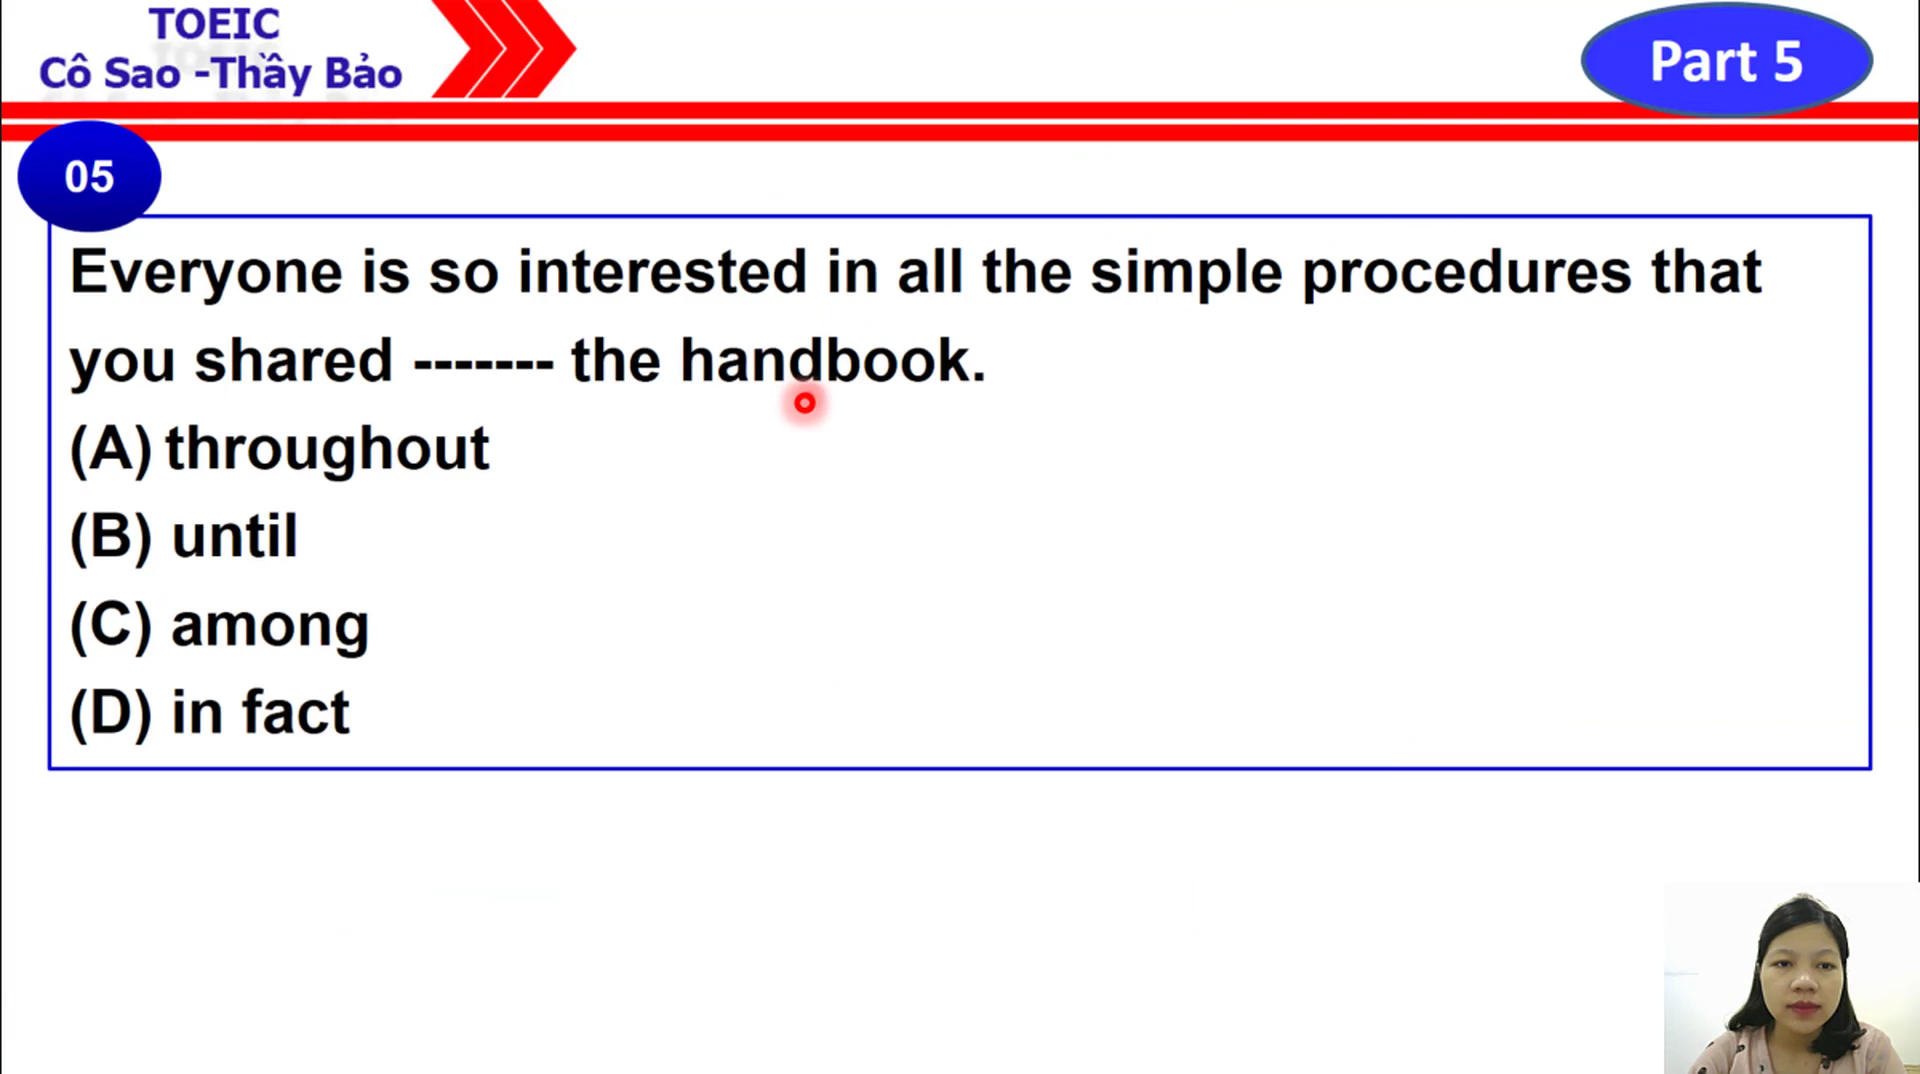 TOEIC
Cô Sao -Thầy Bảo
Part 5
05
Everyone is so interested in all the simple procedures that
you shared ------- the handbook.
(A) throughout
(B) until
(C) among
(D) in fact